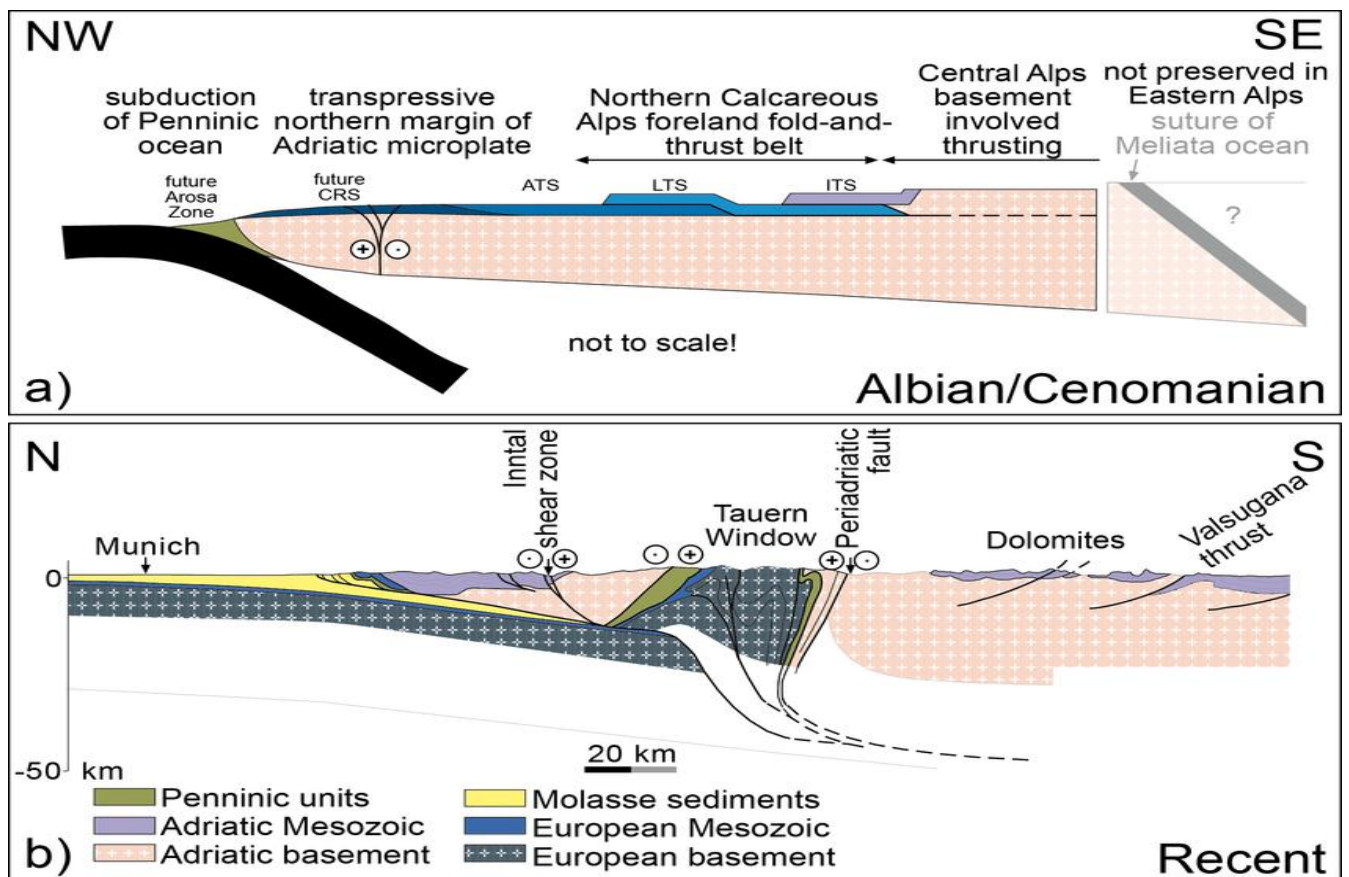 NW
SE
subduction
of Penninic
ocean
transpressive
northern margin of
Adriatic microplate
Northern Calcareous
Alps foreland fold-and-
thrust belt
Central Alps
basement
involved
thrusting
not preserved in
Eastern Alps
suture of
Meliata ocean
future
Arosa
Zone
future
CRS
ATS
LTS
ITS
+
-
?
not to scale!
a)
Albian/Cenomanian
N
S
Munich
Inntal
shear zone
Tauern
Window
Periadriatic
fault
Dolomites
Valsugana
thrust
- +
- +
+ -
0
-50
km
20 km
Penninic units
Molasse sediments
Adriatic Mesozoic
European Mesozoic
Adriatic basement
European basement
b)
Recent